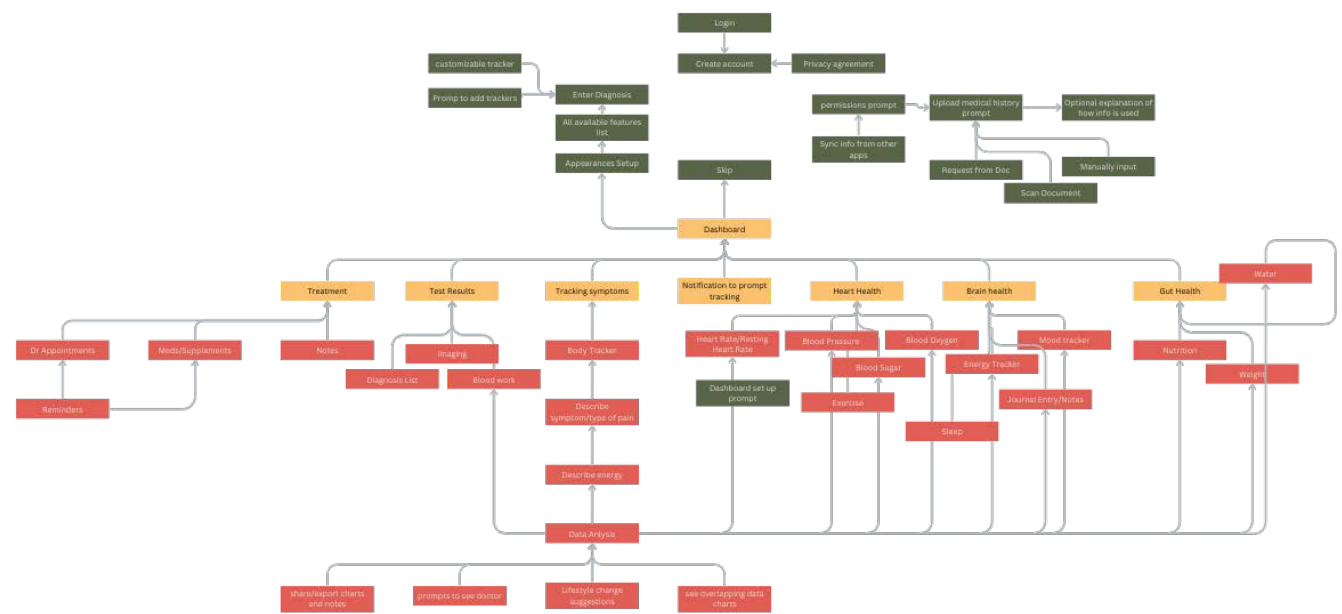 Login
customizable tracker
Create account
Privacy agreement
Promp to add trackers
Enter Diagnosis
permissions prompt
Upload medical history
prompt
Optional explanation of
how info is used
All available features
list
Sync info from other
apps
Appearances Setup
Skip
Request from Doc
Manually input
Scan Document
Dashboard
Water
Treatment
Test Results
Tracking symptoms
Notification to prompt
tracking
Heart Health
Brain health
Gut Health
Dr Appointments
Meds/Supplements
Notes
Imaging
Body Tracker
Heart Rate/Resting
Heart Rate
Blood Pressure
Blood Oxygen
Mood tracker
Nutrition
Diagnosis List
Blood work
Blood Sugar
Energy Tracker
Weight
Dashboard set up
prompt
Exercise
Journal Entry/Notes
Reminders
Describe
symptom/type of pain
Sleep
Describe energy
Data Anlysis
share/export charts
and notes
prompts to see doctor
Lifestyle change
suggestions
see overlapping data
charts